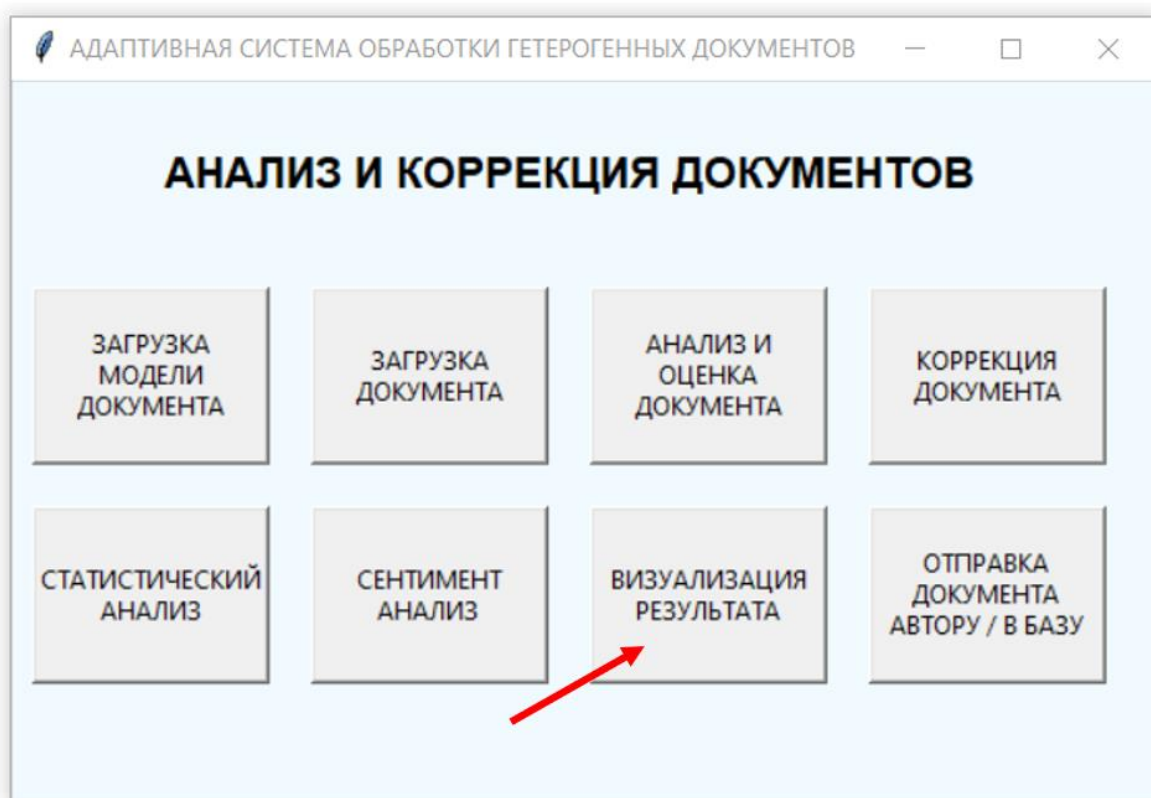 АДАПТИВНАЯ СИСТЕМА ОБРАБОТКИ ГЕТЕРОГЕННЫХ ДОКУМЕНТОВ
АНАЛИЗ И КОРРЕКЦИЯ ДОКУМЕНТОВ
ЗАГРУЗКА
МОДЕЛИ
ДОКУМЕНТА
ЗАГРУЗКА
ДОКУМЕНТА
АНАЛИЗ И
ОЦЕНКА
ДОКУМЕНТА
КОРРЕКЦИЯ
ДОКУМЕНТА
СТАТИСТИЧЕСКИЙ
АНАЛИЗ
СЕНТИМЕНТ
АНАЛИЗ
ВИЗУАЛИЗАЦИЯ
РЕЗУЛЬТАТА
ОТПРАВКА
ДОКУМЕНТА
АВТОРУ / В БАЗУ